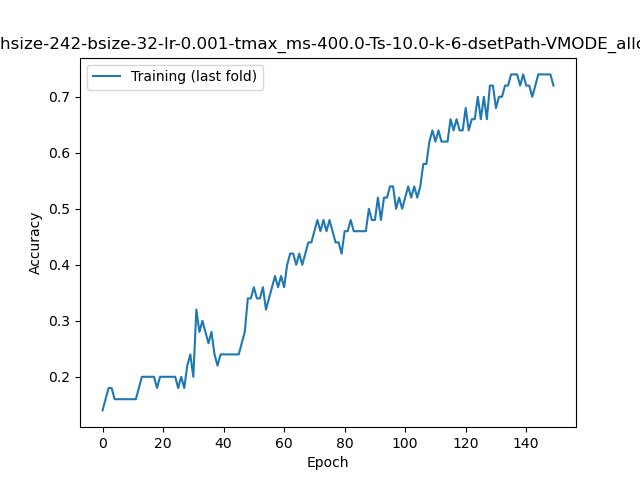 hsize-242-bsize-32-lr-0.001-tmax_ms-400.0-Ts-10.0-k-6-dsetPath-VMODE_allo
Training (last fold)
0.7
0.6
0.5
0.4
0.3
0.2
Accuracy
0 20 40 60 80 100 120 140
Epoch